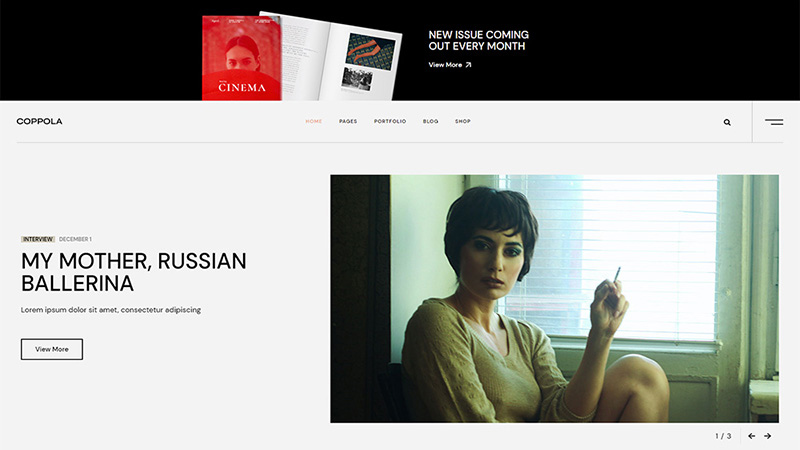 CINEMA
NEW ISSUE COMING
OUT EVERY MONTH
View More
COPPOLA
HOME PAGES PORTFOLIO BLOG SHOP
INTERVIEW DECEMBER 1
MY MOTHER, RUSSIAN
BALLERINA
Lorem ipsum dolor sit amet, consectetur adipiscing
View More
1 / 3